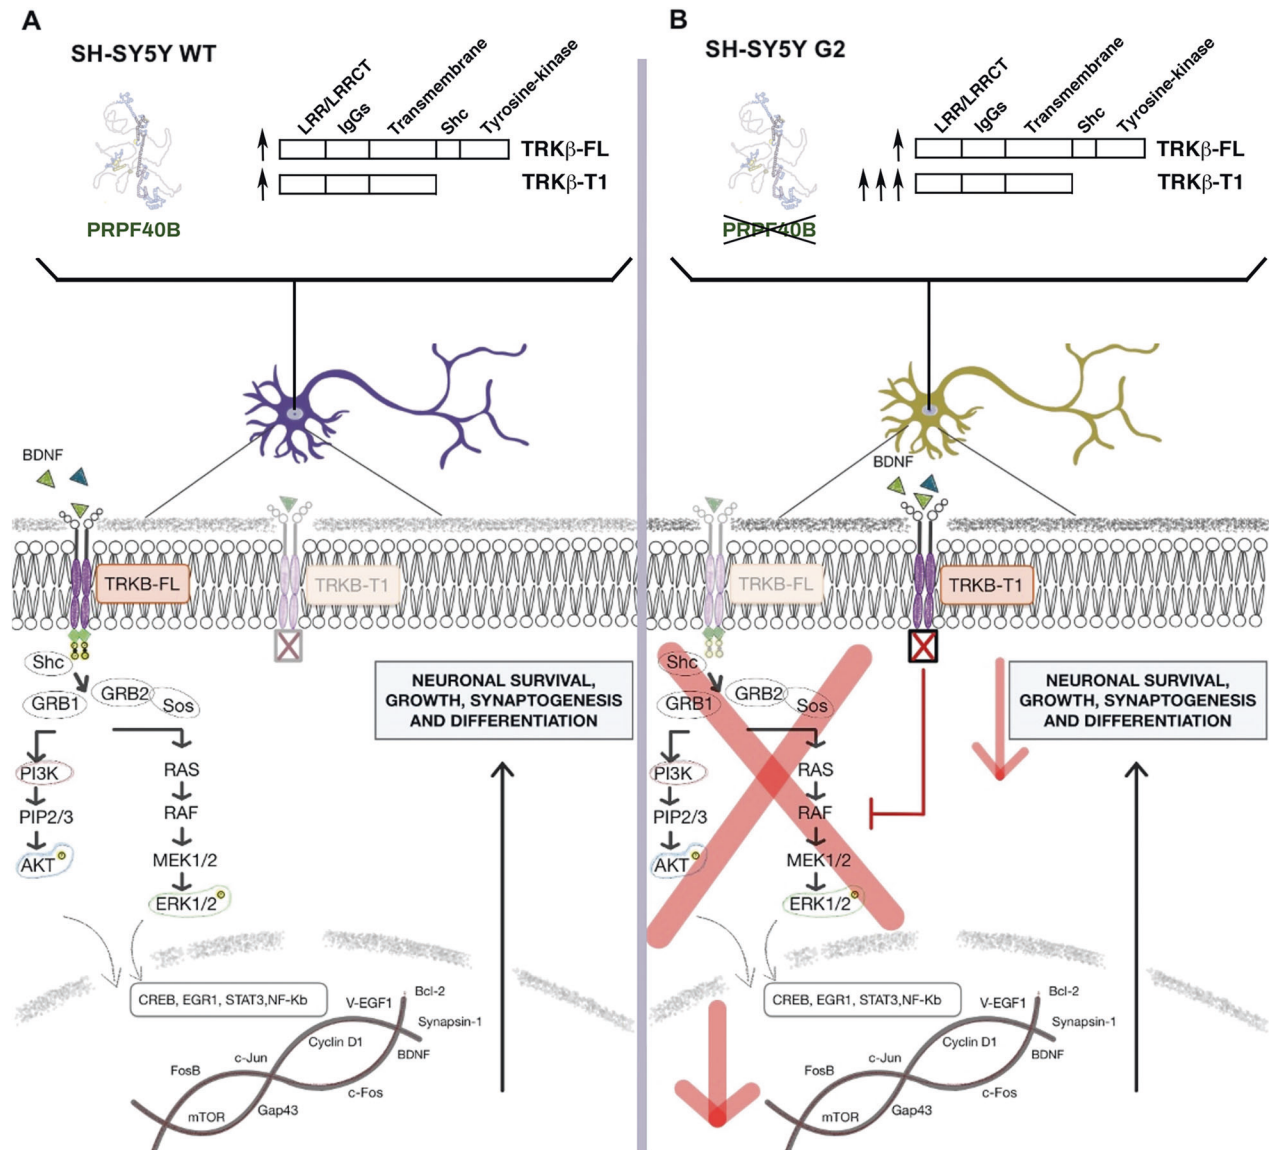 A
SH-SY5Y WT
LRR/LRRCT
IgGs
Transmembrane
Shc
Tyrosine-kinase
TRKβ-FL
TRKβ-T1
PRPF40B
BDNF
TRKB-FL
TRKB-T1
Shc
GRB1
GRB2
Sos
NEURONAL SURVIVAL,
GROWTH, SYNAPTOGENESIS
AND DIFFERENTIATION
PI3K
RAS
PIP2/3
RAF
AKT
MEK1/2
ERK1/2
CREB, EGR1, STAT3,NF-Kb
V-EGF1
Bcl-2
Synapsin-1
Cyclin D1
BDNF
c-Jun
FosB
c-Fos
mTOR
Gap43
B
SH-SY5Y G2
LRR/LRRCT
IgGs
Transmembrane
Shc
Tyrosine-kinase
TRKβ-FL
TRKβ-T1
PRPF40B
BDNF
TRKB-FL
TRKB-T1
Shc
GRB1
GRB2
Sos
NEURONAL SURVIVAL,
GROWTH, SYNAPTOGENESIS
AND DIFFERENTIATION
PI3K
RAS
PIP2/3
RAF
AKT
MEK1/2
ERK1/2
CREB, EGR1, STAT3,NF-Kb
V-EGF1
Bcl-2
Synapsin-1
Cyclin D1
BDNF
c-Jun
FosB
c-Fos
mTOR
Gap43